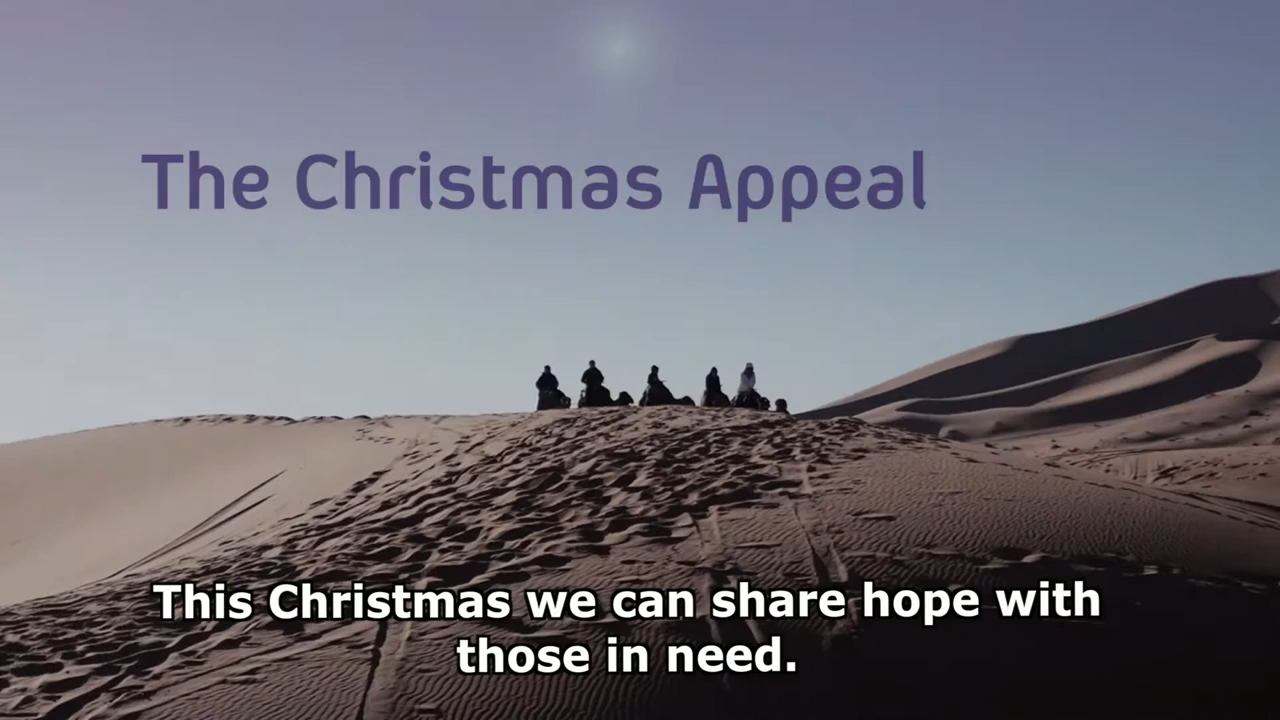 The Christmas Appeal
This Christmas we can share hope with
those in need.